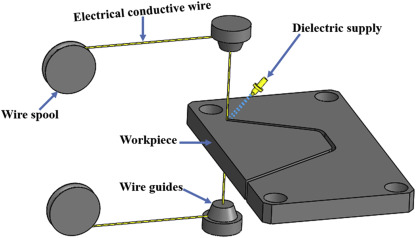 Electrical conductive wire
Dielectric supply
Wire spool
Workpiece
Wire guides